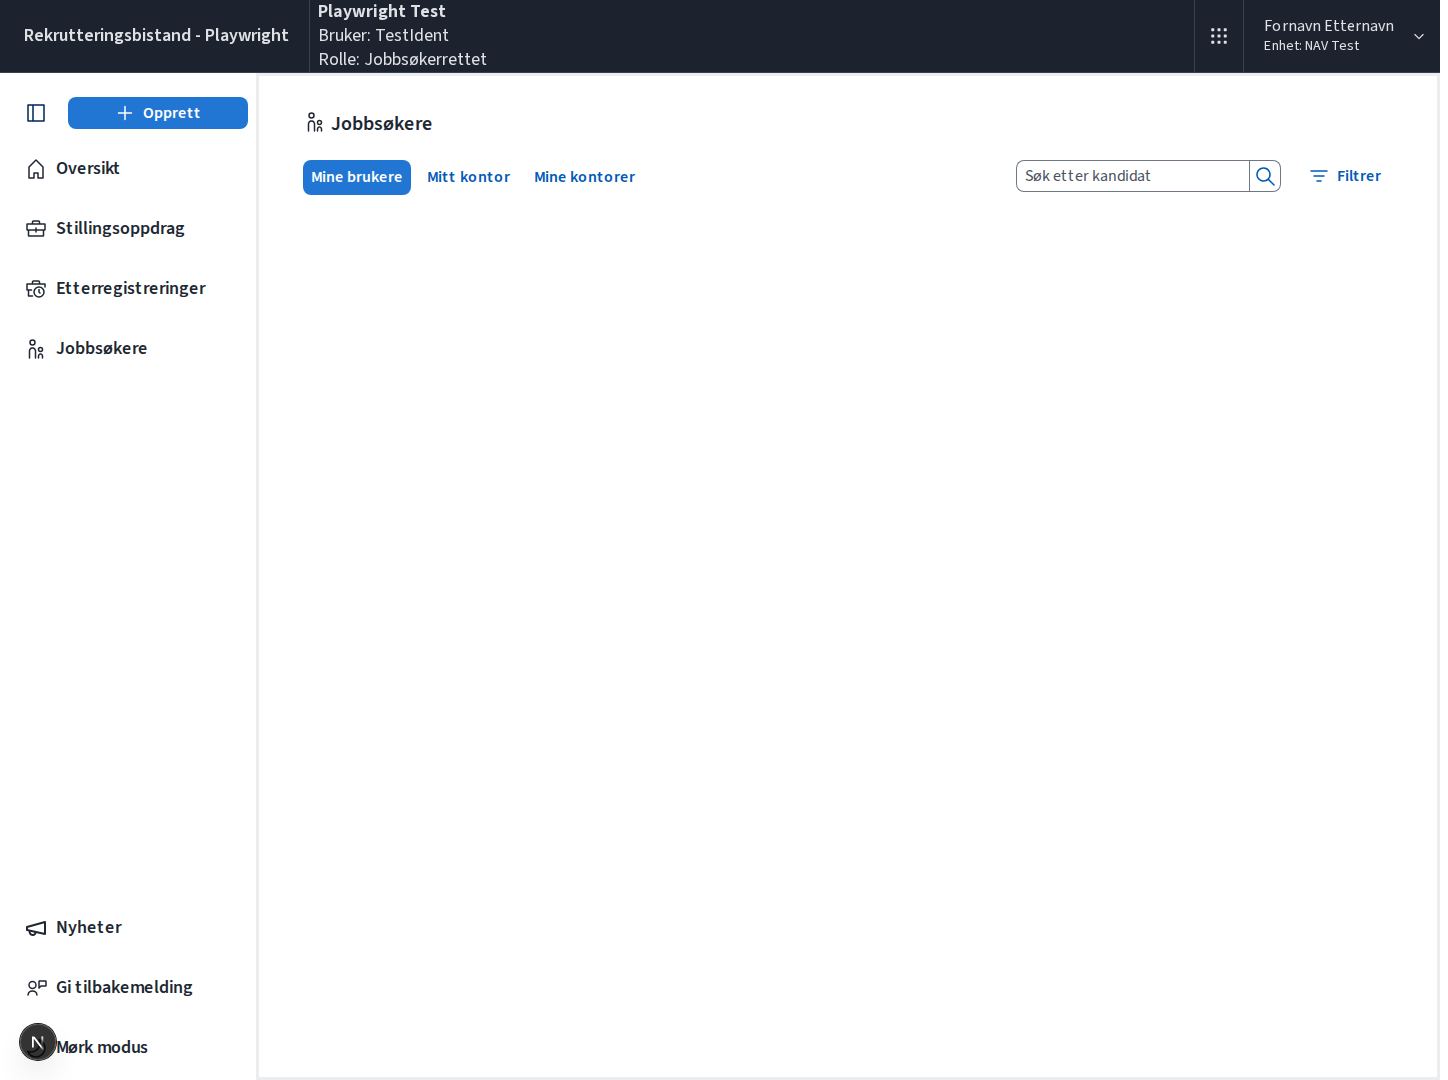 Rekrutteringsbistand - Playwright
Playwright Test
Bruker: TestIdent
Rolle: Jobbsøkerrettet
Fornavn Etternavn
Enhet: NAV Test
Opprett
Oversikt
Stillingsoppdrag
Etterregistreringer
Jobbsøkere
Nyheter
Gi tilbakemelding
N
Mørk modus
Jobbsøkere
Mine brukere
Mitt kontor
Mine kontorer
Søk etter kandidat
Filtrer